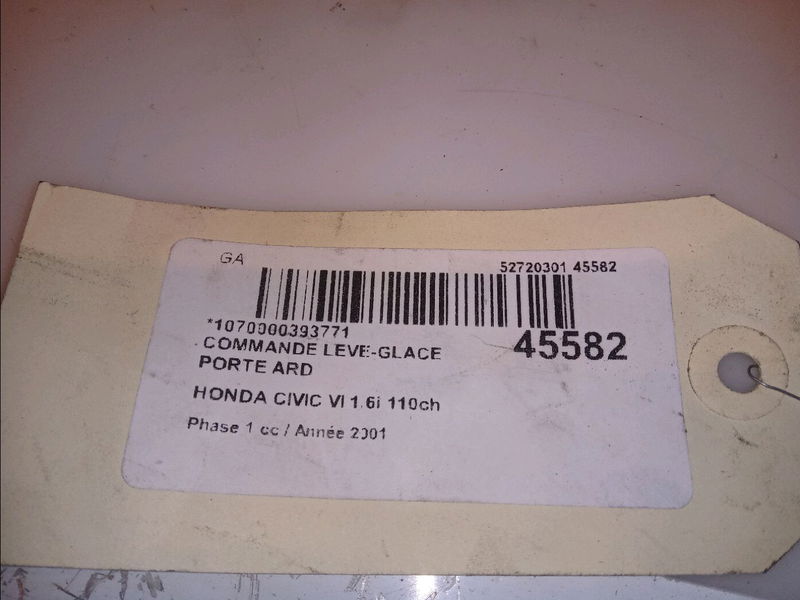 GA
52720301 45582
*1070000393771
45582
COMMANDE LEVE-GLACE
PORTE ARD
HONDA CIVIC VI 1.6i 110ch
Phase 1 cc / Année 2001